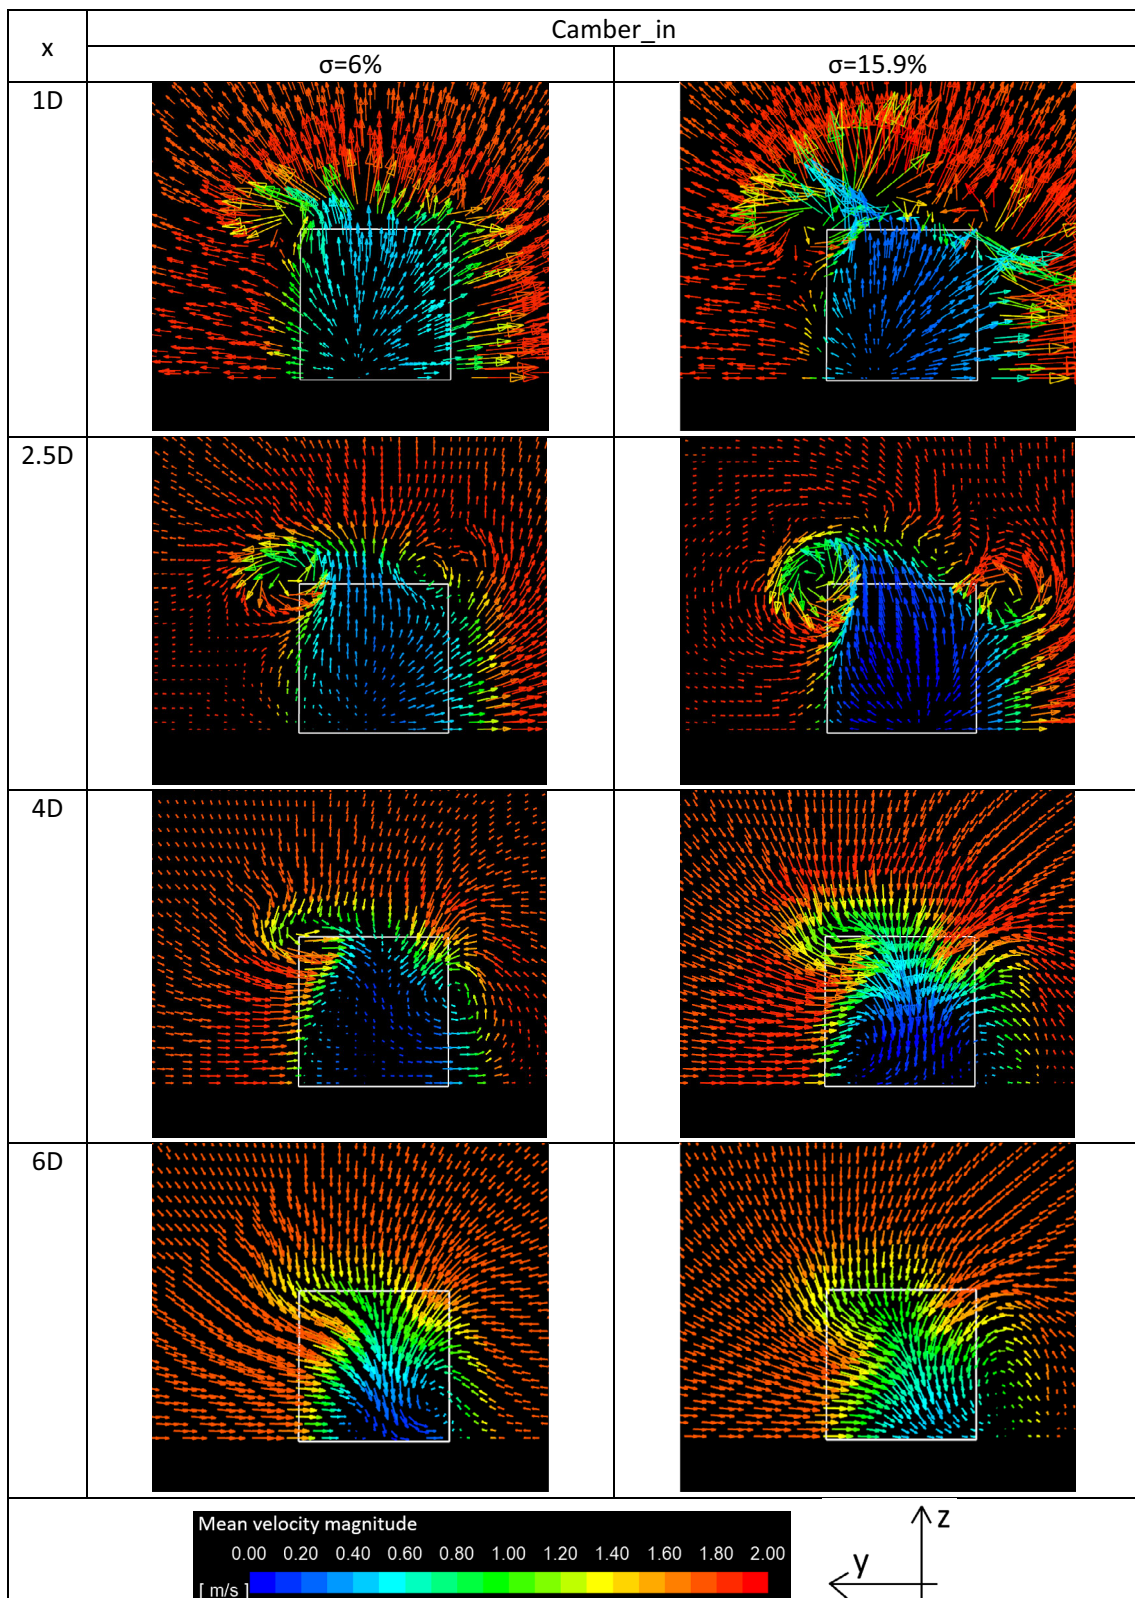 x
Camber_in
σ=6%
σ=15.9%
1D
2.5D
4D
6D
Mean velocity magnitude
0.00 0.20 0.40 0.60 0.80 1.00 1.20 1.40 1.60 1.80 2.00
[ m/s ]
z
y